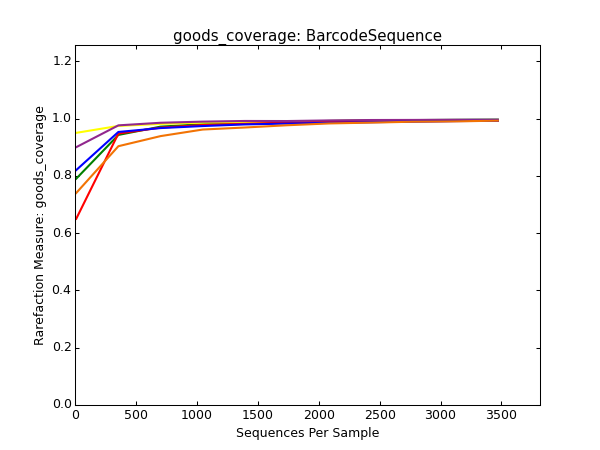 goods_coverage: BarcodeSequence
1.2
1.0
0.8
0.6
0.4
0.2
0.0
Rarefaction Measure: goods_coverage
0 500 1000 1500 2000 2500 3000 3500
Sequences Per Sample